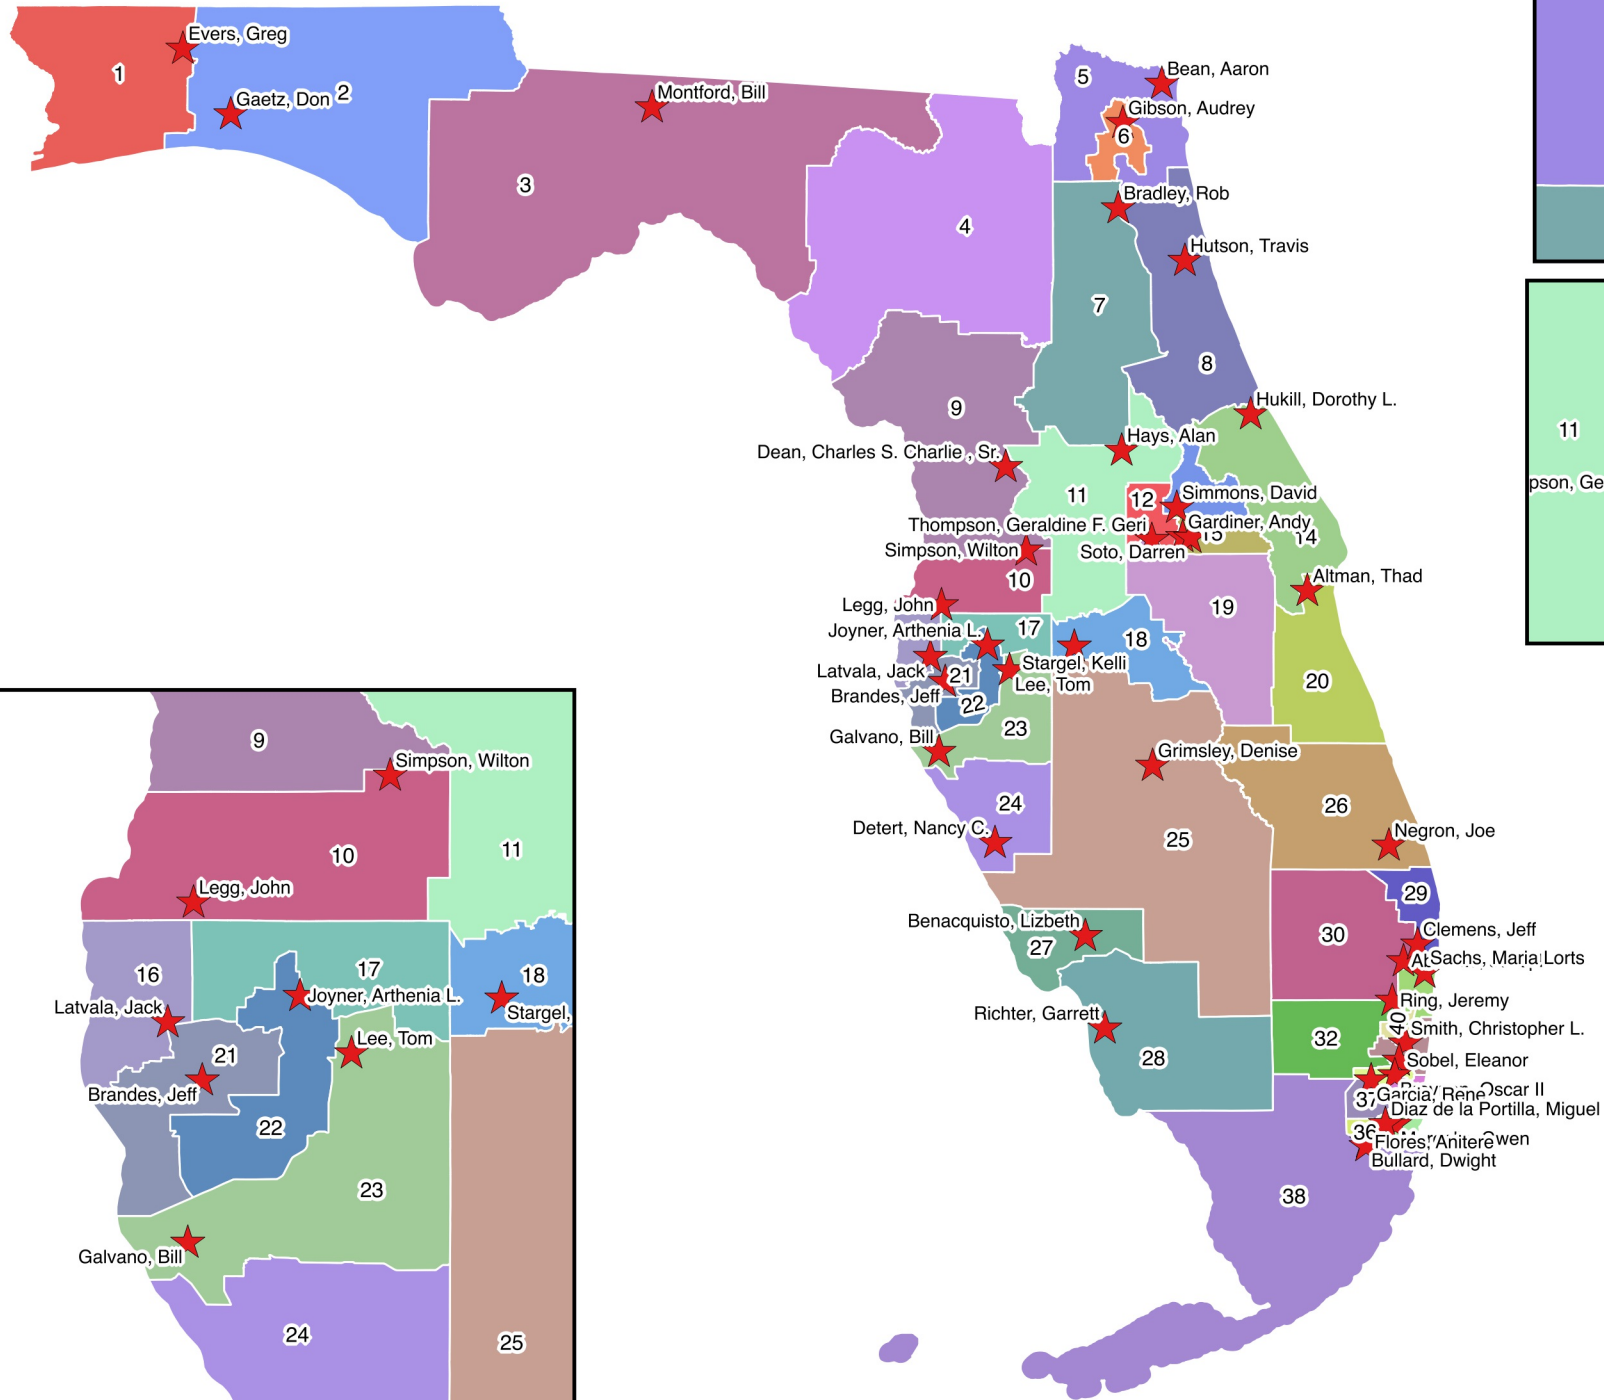 Evers, Greg
1
2
Gaetz, Don
Montford, Bill
3
4
5
Bean, Aaron
Gibson, Audrey
6
Bradley, Rob
Hutson, Travis
7
8
9
Hukill, Dorothy L.
Hays, Alan
Dean, Charles S. Charlie , Sr.
11
12
Simmons, David
Thompson, Geraldine F. Geri
Gardiner, Andy
15
14
Soto, Darren
Simpson, Wilton
10
Altman, Thad
Legg, John
19
Joyner, Arthenia L.
17
18
Latvala, Jack
21
Stargel, Kelli
Lee, Tom
20
Brandes, Jeff
22
23
Galvano, Bill
Grimsley, Denise
24
26
Detert, Nancy C.
25
Negron, Joe
29
Benacquisto, Lizbeth
27
30
Clemens, Jeff
Sachs, Maria Lorts
Ring, Jeremy
Richter, Garrett
40
Smith, Christopher L.
32
28
Sobel, Eleanor
Oscar II
37
Garcia, Rene
Diaz de la Portilla, Miguel
36
Flores, Anitere
Bullard, Dwight
38
11
pson, Ge
9
Simpson, Wilton
10
11
Legg, John
16
17
18
Latvala, Jack
Joyner, Arthenia L.
Stargel,
21
Lee, Tom
Brandes, Jeff
22
23
Galvano, Bill
24
25